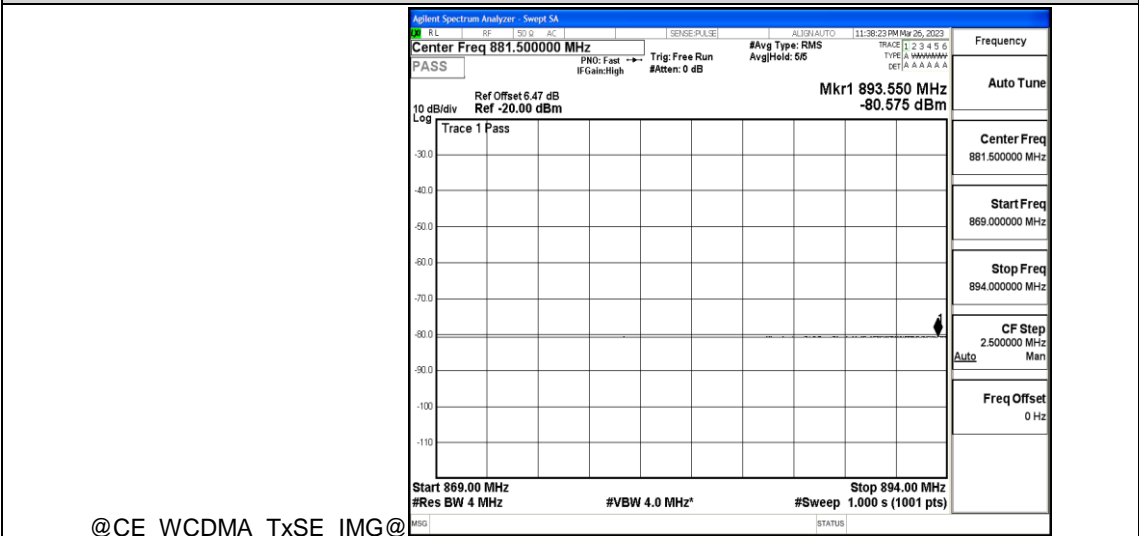 Agilent Spectrum Analyzer - Swept SA
RL RF 50 Ω AC SENSE:PULSE ALIGNAUTO 11:38:23 PM Mar 26, 2023
Center Freq 881.500000 MHz
PASS
PNO: Fast
IFGain:High
Trig: Free Run
#Atten: 0 dB
#Avg Type: RMS
Avg|Hold: 5/5
TRACE 1 2 3 4 5 6
TYPE A WWWWW
DET A A A A A A
Mkr1 893.550 MHz
-80.575 dBm
Ref Offset 6.47 dB
10 dB/div Ref -20.00 dBm
Log
Trace 1 Pass
-30.0
-40.0
-50.0
-60.0
-70.0
1
-80.0
-90.0
-100
-110
Start 869.00 MHz Stop 894.00 MHz
#Res BW 4 MHz #VBW 4.0 MHz* #Sweep 1.000 s (1001 pts)
MSG STATUS
Frequency
Auto Tune
Center Freq
881.500000 MHz
Start Freq
869.000000 MHz
Stop Freq
894.000000 MHz
CF Step
2.500000 MHz
Auto Man
Freq Offset
0 Hz
@CE_WCDMA_TxSE_IMG@